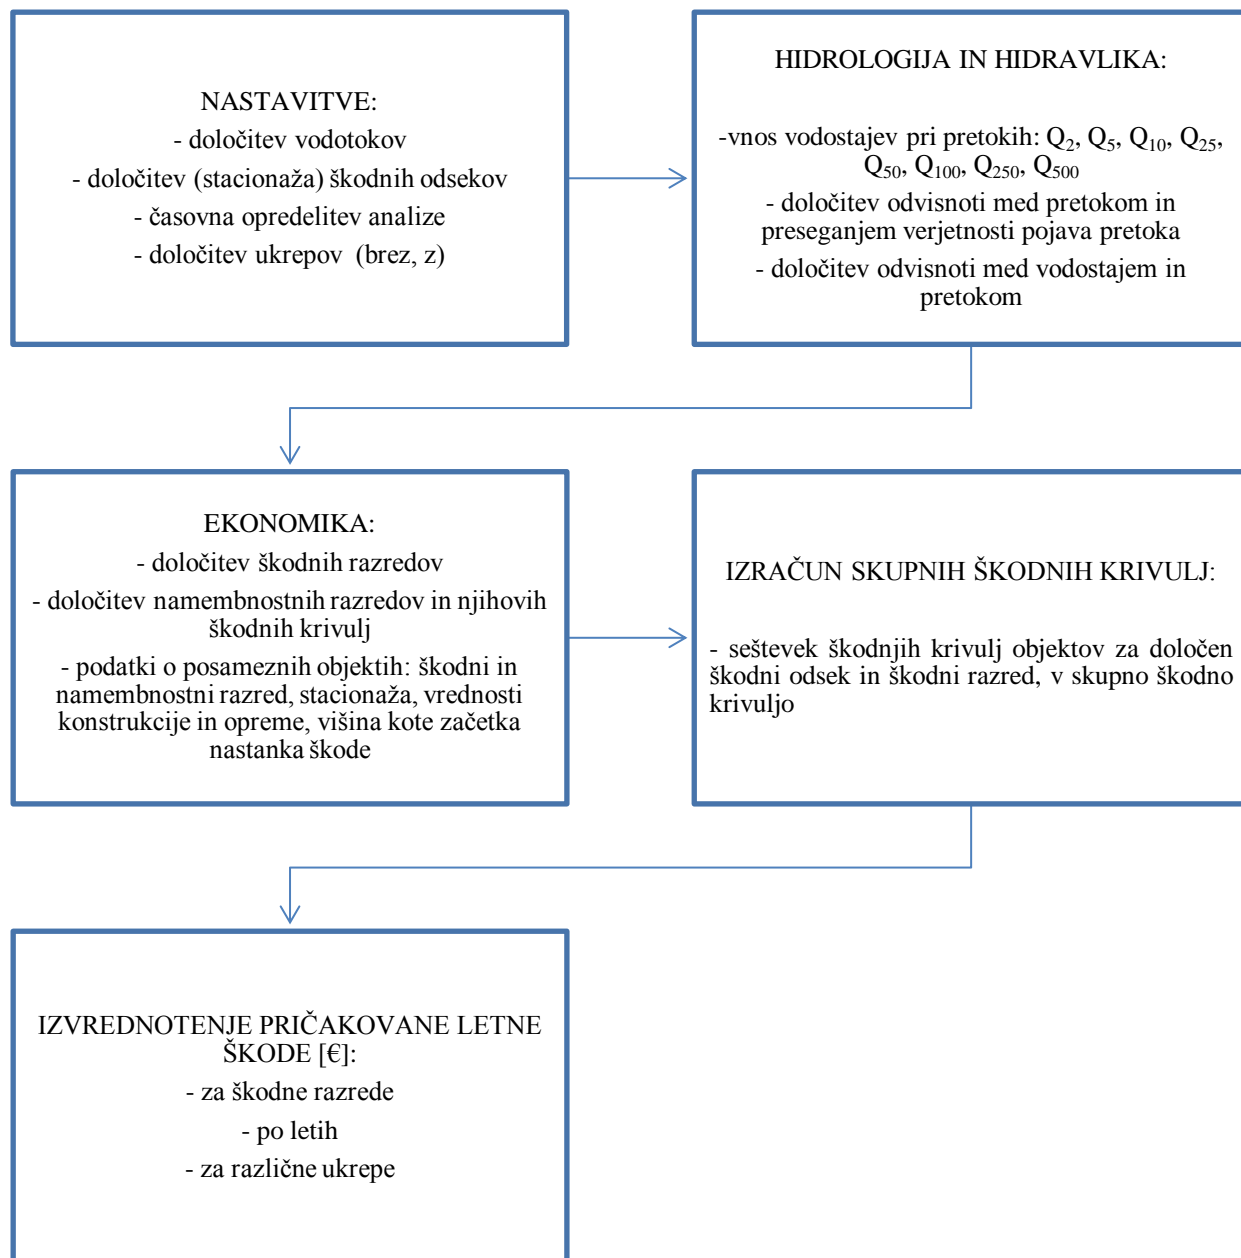 NASTAVITVE:
- določitev vodotokov
- določitev (stacionaža) škodnih odsekov
- časovna opredelitev analize
- določitev ukrepov (brez, z)
HIDROLOGIJA IN HIDRAVLIKA:
-vnos vodostajev pri pretokih: Q₂, Q₅, Q₁₀, Q₂₅,
Q₅₀, Q₁₀₀, Q₂₅₀, Q₅₀₀
- določitev odvisnoti med pretokom in
preseganjem verjetnosti pojava pretoka
- določitev odvisnoti med vodostajem in
pretokom
EKONOMIKA:
- določitev škodnih razredov
- določitev namembnostnih razredov in njihovih
škodnih krivulj
- podatki o posameznih objektih: škodni in
namembnostni razred, stacionaža, vrednosti
konstrukcije in opreme, višina kote začetka
nastanka škode
IZRAČUN SKUPNIH ŠKODNIH KRIVULJ:
- seštevek škodnjih krivulj objektov za določen
škodni odsek in škodni razred, v skupno škodno
krivuljo
IZVREDNOTENJE PRIČAKOVANE LETNE
ŠKODE [€]:
- za škodne razrede
- po letih
- za različne ukrepe